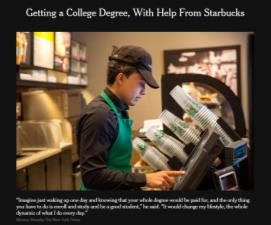 Getting a College Degree, With Help From Starbucks
"Imagine just waking up one day and knowing that your whole degree would be paid for, and the only thing
you have to do is enroll and study and be a good student," he said. "It would change my lifestyle, the whole
dynamic of what I do every day."
The New York Times